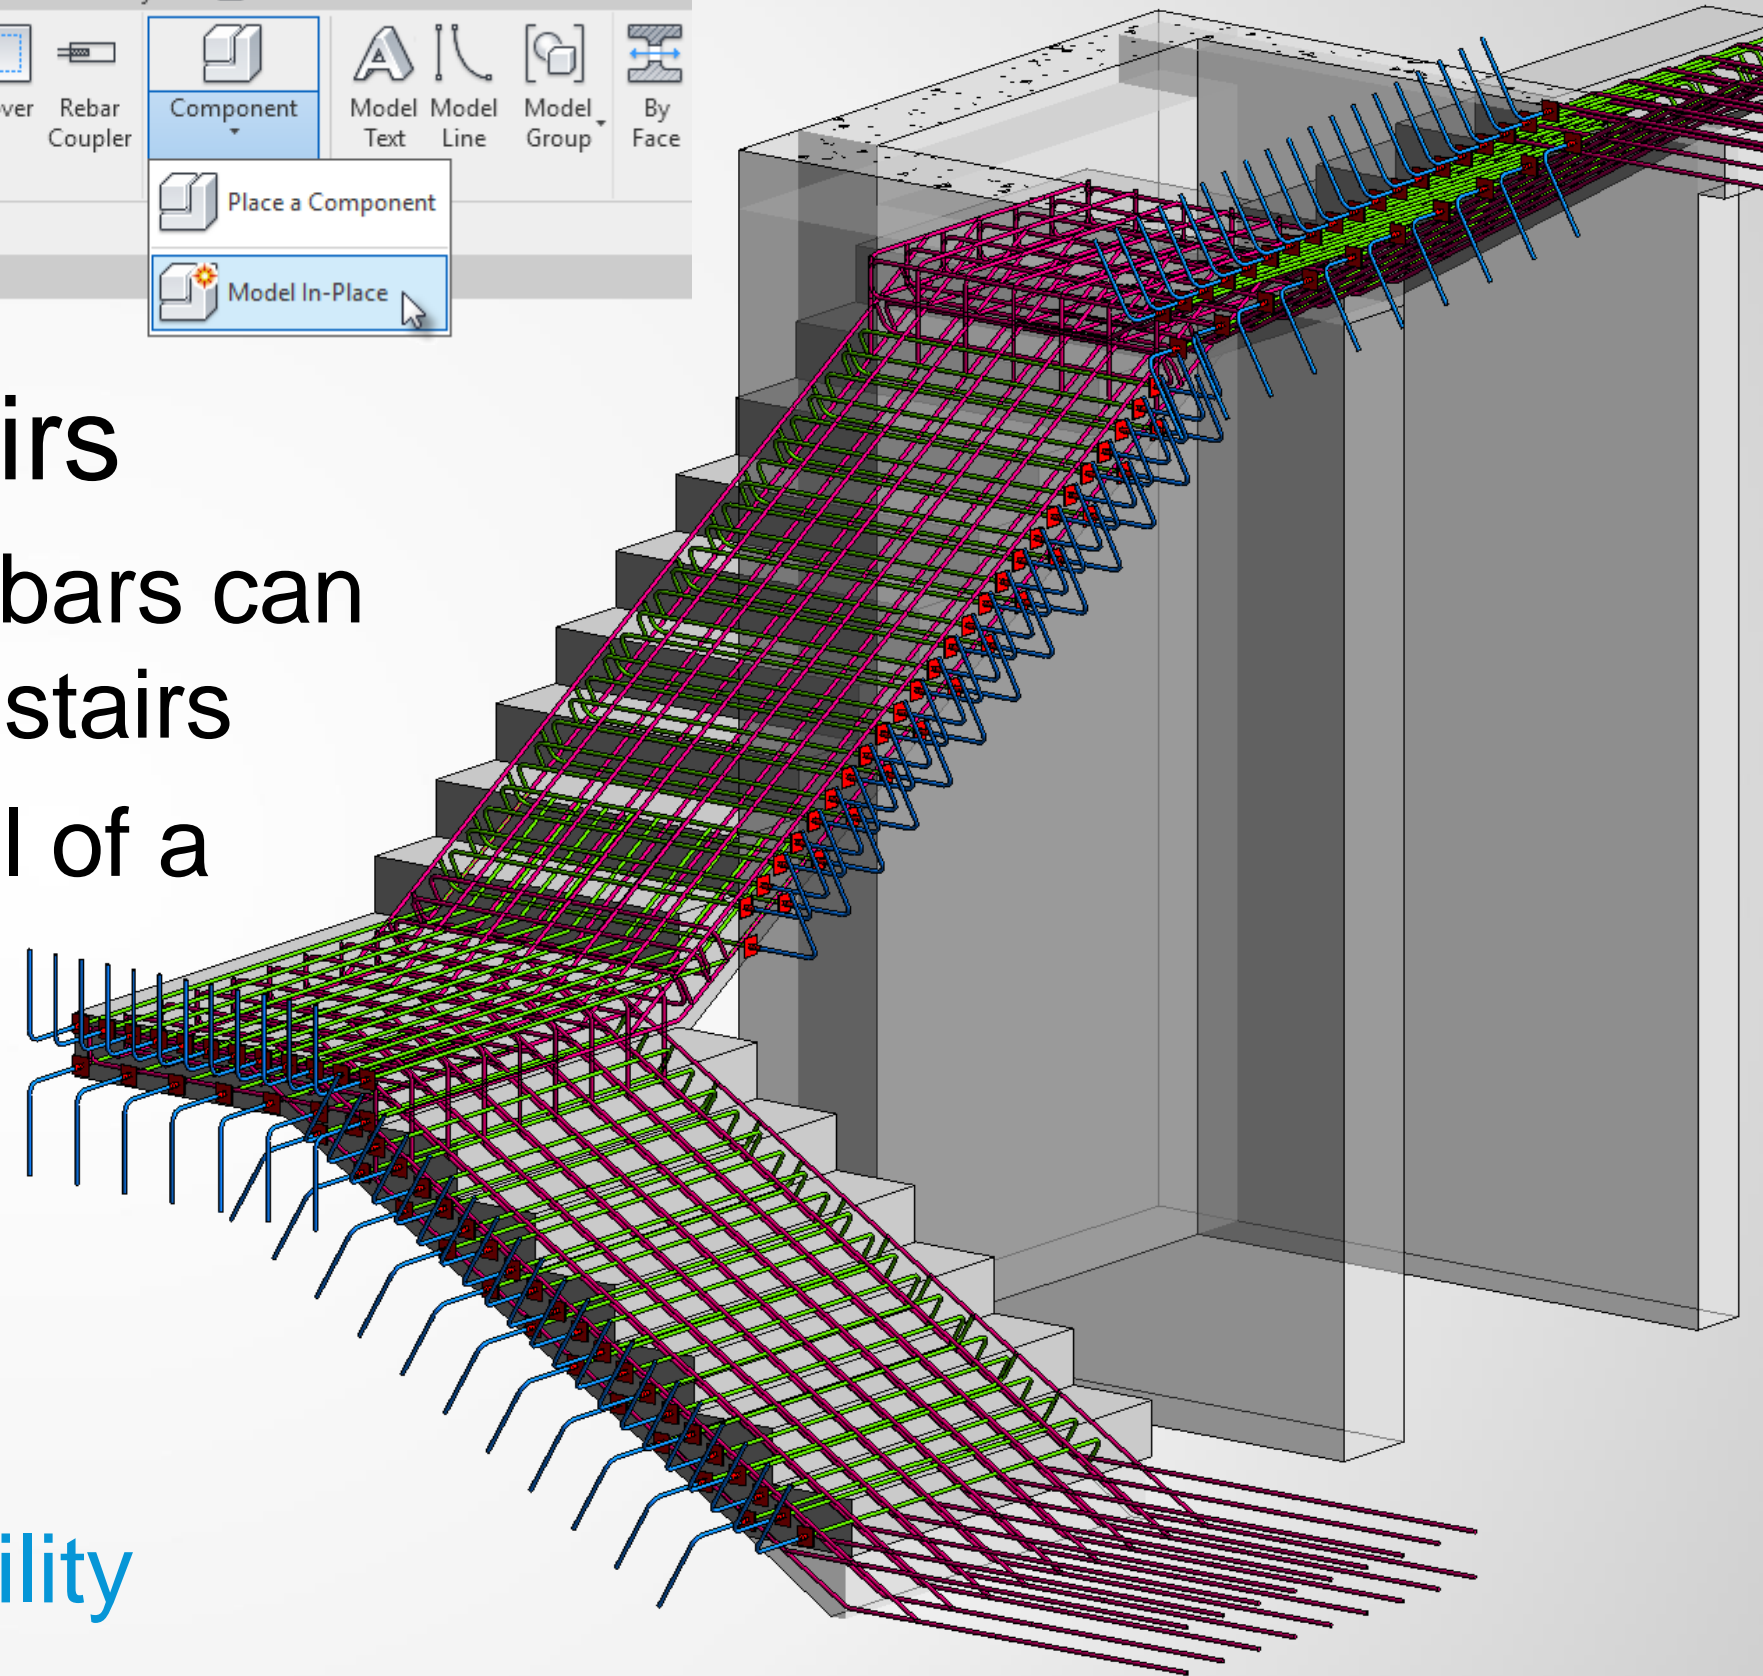 ver Rebar Component Model Model Model By
Coupler Text Line Group Face
Place a Component
Model In-Place
irs
bars can
stairs
l of a
ility